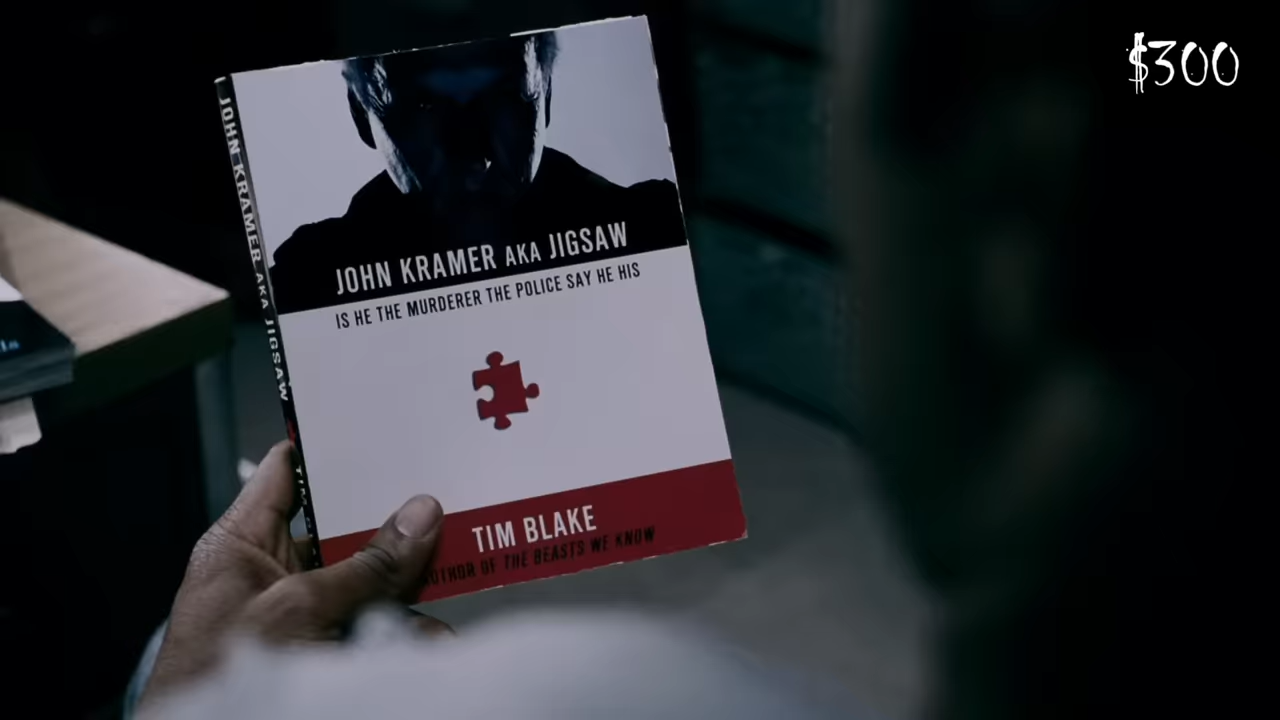 $300
JOHN KRAMER AKA JIGSAW
JOHN KRAMER AKA JIGSAW
IS HE THE MURDERER THE POLICE SAY HE HIS
TIM BLAKE
OF THE BEASTS WE KNOW